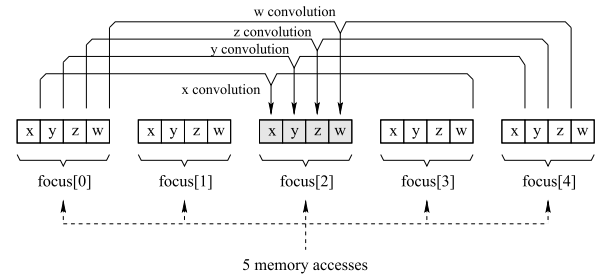 w convolution
z convolution
y convolution
x convolution
x y z w x y z w x y z w x y z w x y z w
focus[0] focus[1] focus[2] focus[3] focus[4]
5 memory accesses